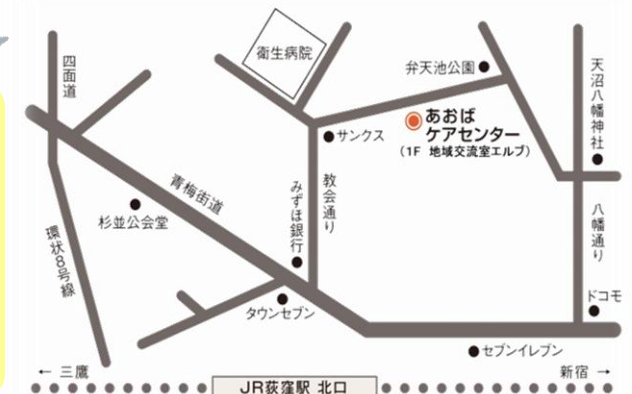 衛生病院
四面道
弁天池公園
天沼八幡神社
あおば
ケアセンター
(1F 地域交流室エルブ)
サンクス
青梅街道
みずほ銀行
教会通り
杉並公会堂
八幡通り
環状8号線
タウンセブン
ドコモ
セブンイレブン
← 三鷹
新宿 →
JR荻窪駅 北口